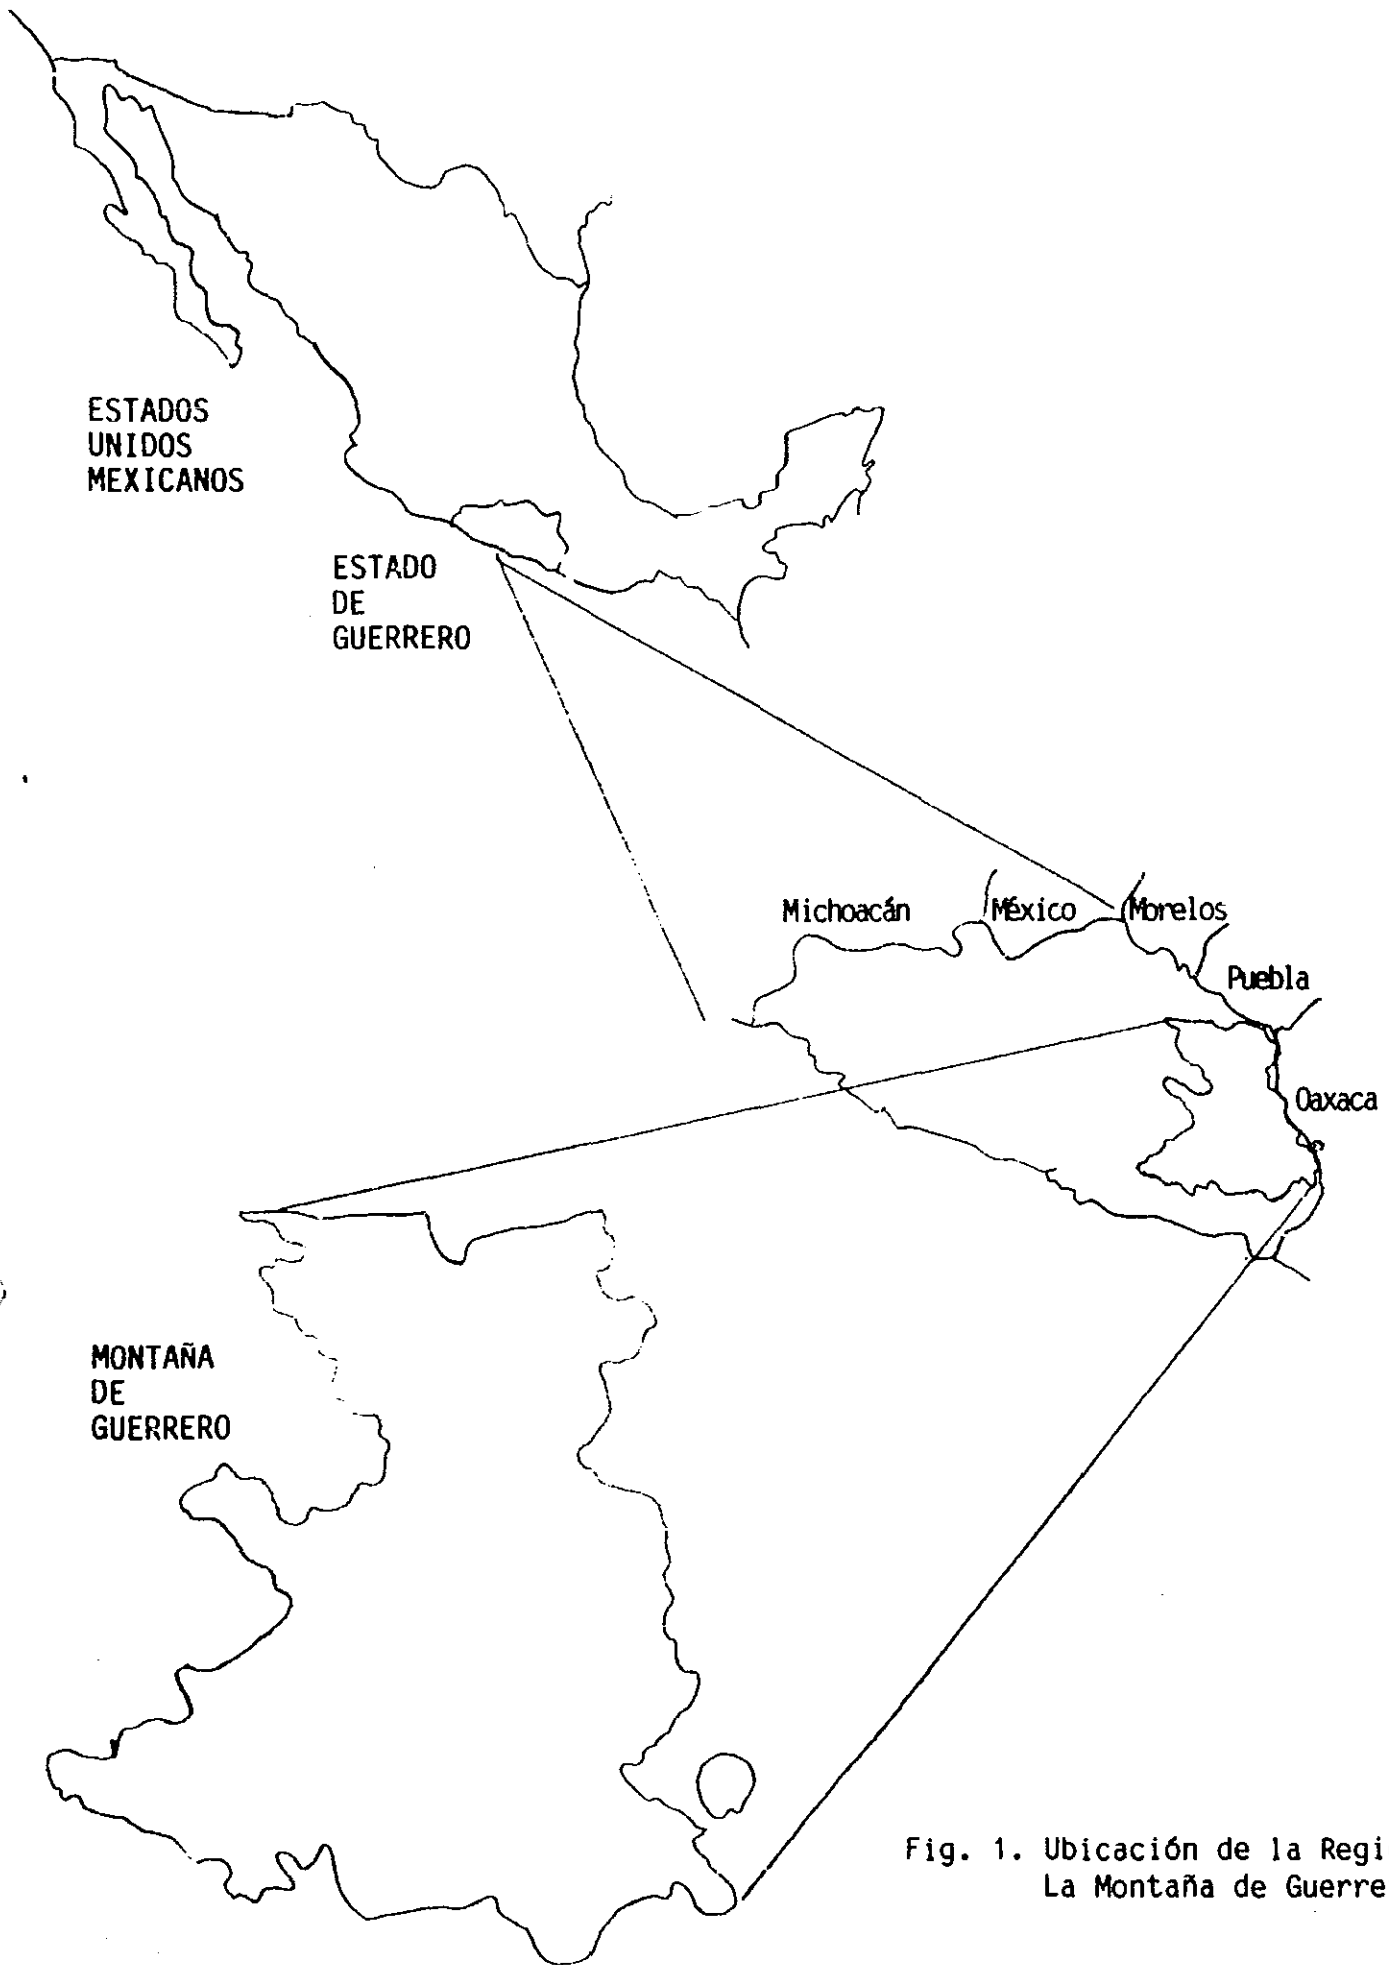 ESTADOS
UNIDOS
MEXICANOS
ESTADO
DE
GUERRERO
Michoacán
México
Morelos
Puebla
Oaxaca
MONTAÑA
DE
GUERRERO
Fig. 1. Ubicación de la Regi
La Montaña de Guerre